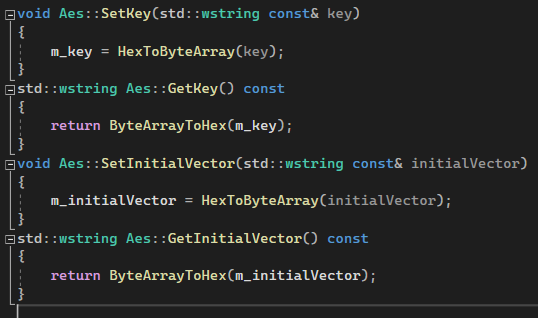 void Aes::SetKey(std::wstring const& key)
{
    m_key = HexToByteArray(key);
}
std::wstring Aes::GetKey() const
{
    return ByteArrayToHex(m_key);
}
void Aes::SetInitialVector(std::wstring const& initialVector)
{
    m_initialVector = HexToByteArray(initialVector);
}
std::wstring Aes::GetInitialVector() const
{
    return ByteArrayToHex(m_initialVector);
}